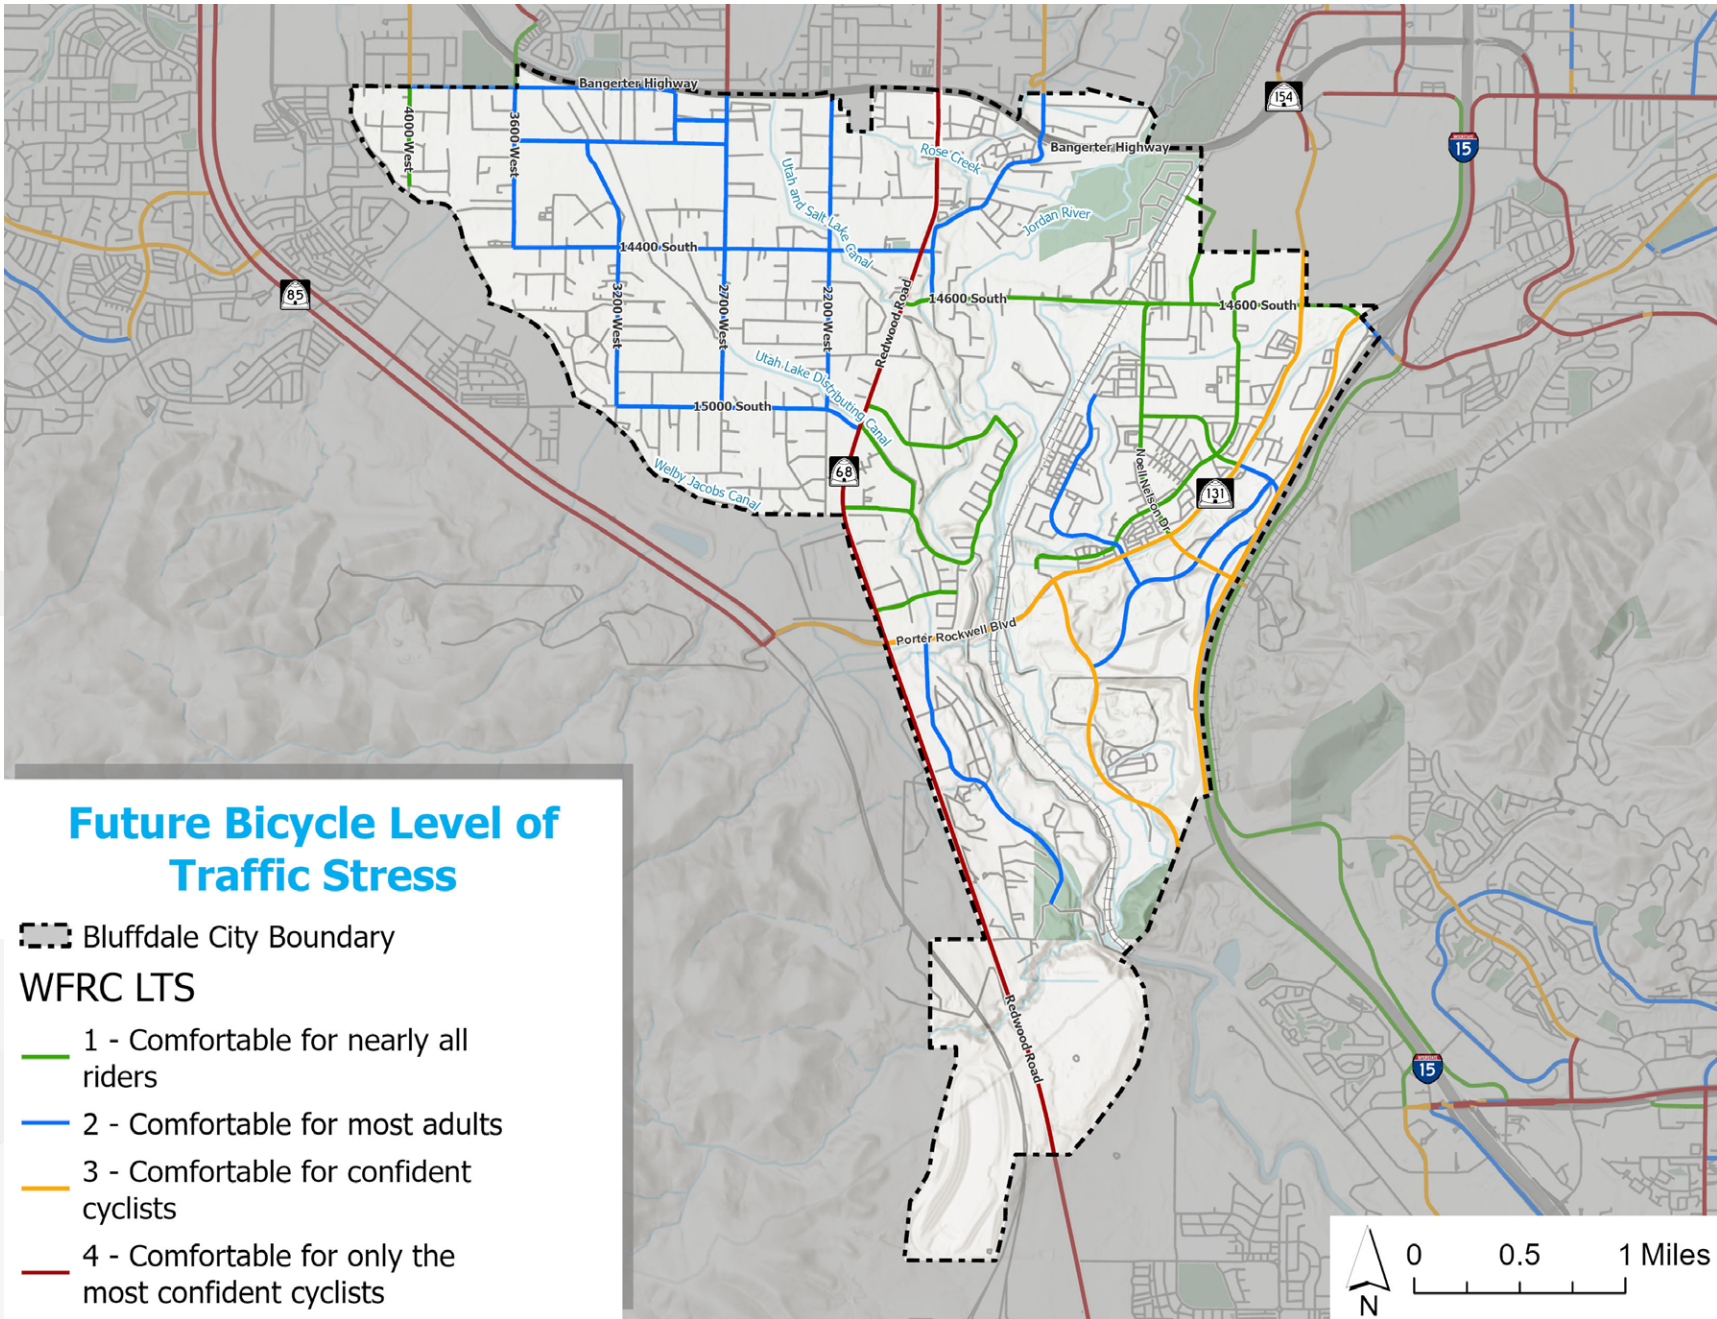 Bangerter Highway
154
INTERSTATE
15
4000 West
3600 West
Rose Creek
Bangerter Highway
Utah and Salt Lake Canal
Jordan River
14400 South
85
3200 West
2700 West
2200 West
Redwood Road
14600 South
14600 South
Utah Lake Distributing Canal
15000 South
68
Welby Jacobs Canal
Noell Nelson Dr
131
Porter Rockwell Blvd
Redwood Road
INTERSTATE
15
Future Bicycle Level of
Traffic Stress
Bluffdale City Boundary
WFRC LTS
1 - Comfortable for nearly all
riders
2 - Comfortable for most adults
3 - Comfortable for confident
cyclists
4 - Comfortable for only the
most confident cyclists
0 0.5 1 Miles
N